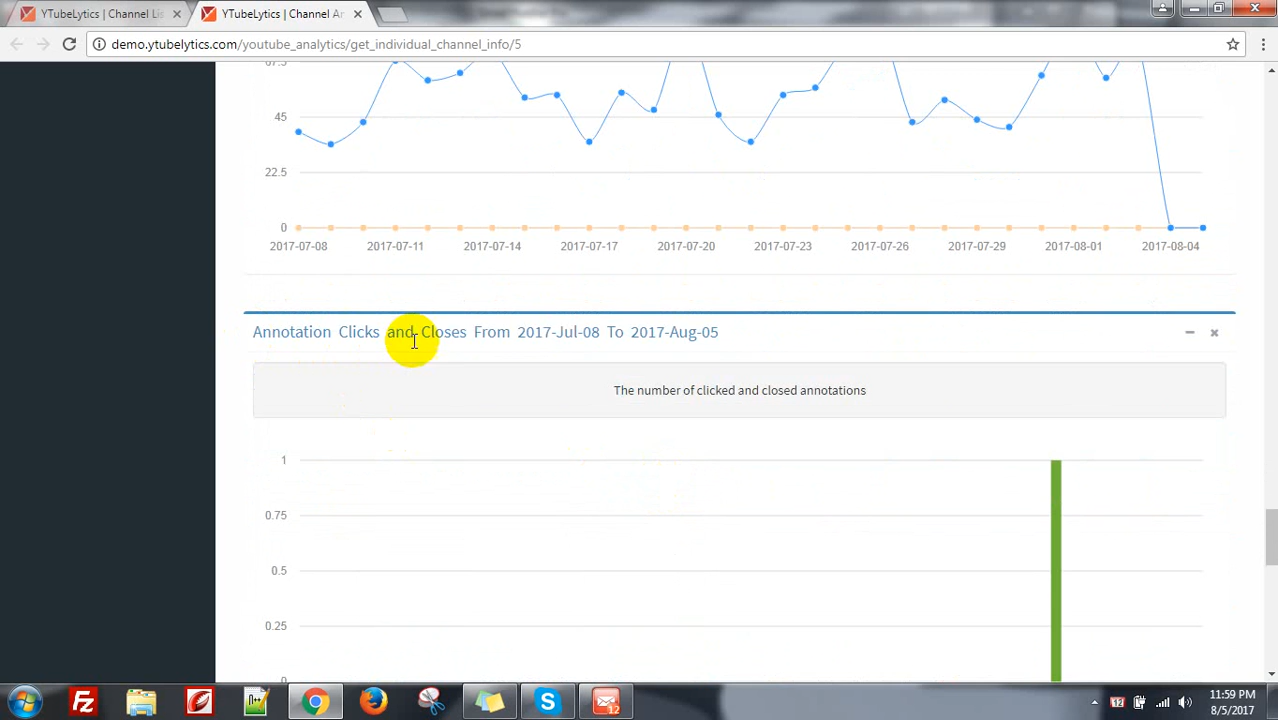 YTubeLytics | Channel Lis
YTubeLytics | Channel An
demo.ytubelytics.com/youtube_analytics/get_individual_channel_info/5
67.5
45
22.5
0
2017-07-08 2017-07-11 2017-07-14 2017-07-17 2017-07-20 2017-07-23 2017-07-26 2017-07-29 2017-08-01 2017-08-04
Annotation Clicks and Closes From 2017-Jul-08 To 2017-Aug-05
The number of clicked and closed annotations
1
0.75
0.5
0.25
0
11:59 PM
8/5/2017